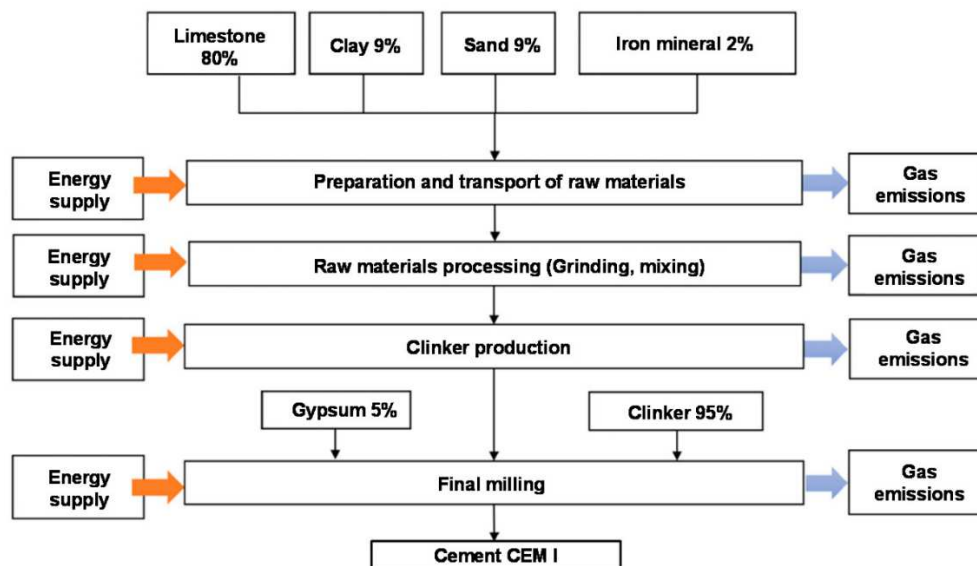 Limestone
80%
Clay 9%
Sand 9%
Iron mineral 2%
Energy
supply
Preparation and transport of raw materials
Gas
emissions
Energy
supply
Raw materials processing (Grinding, mixing)
Gas
emissions
Energy
supply
Clinker production
Gas
emissions
Gypsum 5%
Clinker 95%
Energy
supply
Final milling
Gas
emissions
Cement CEM I